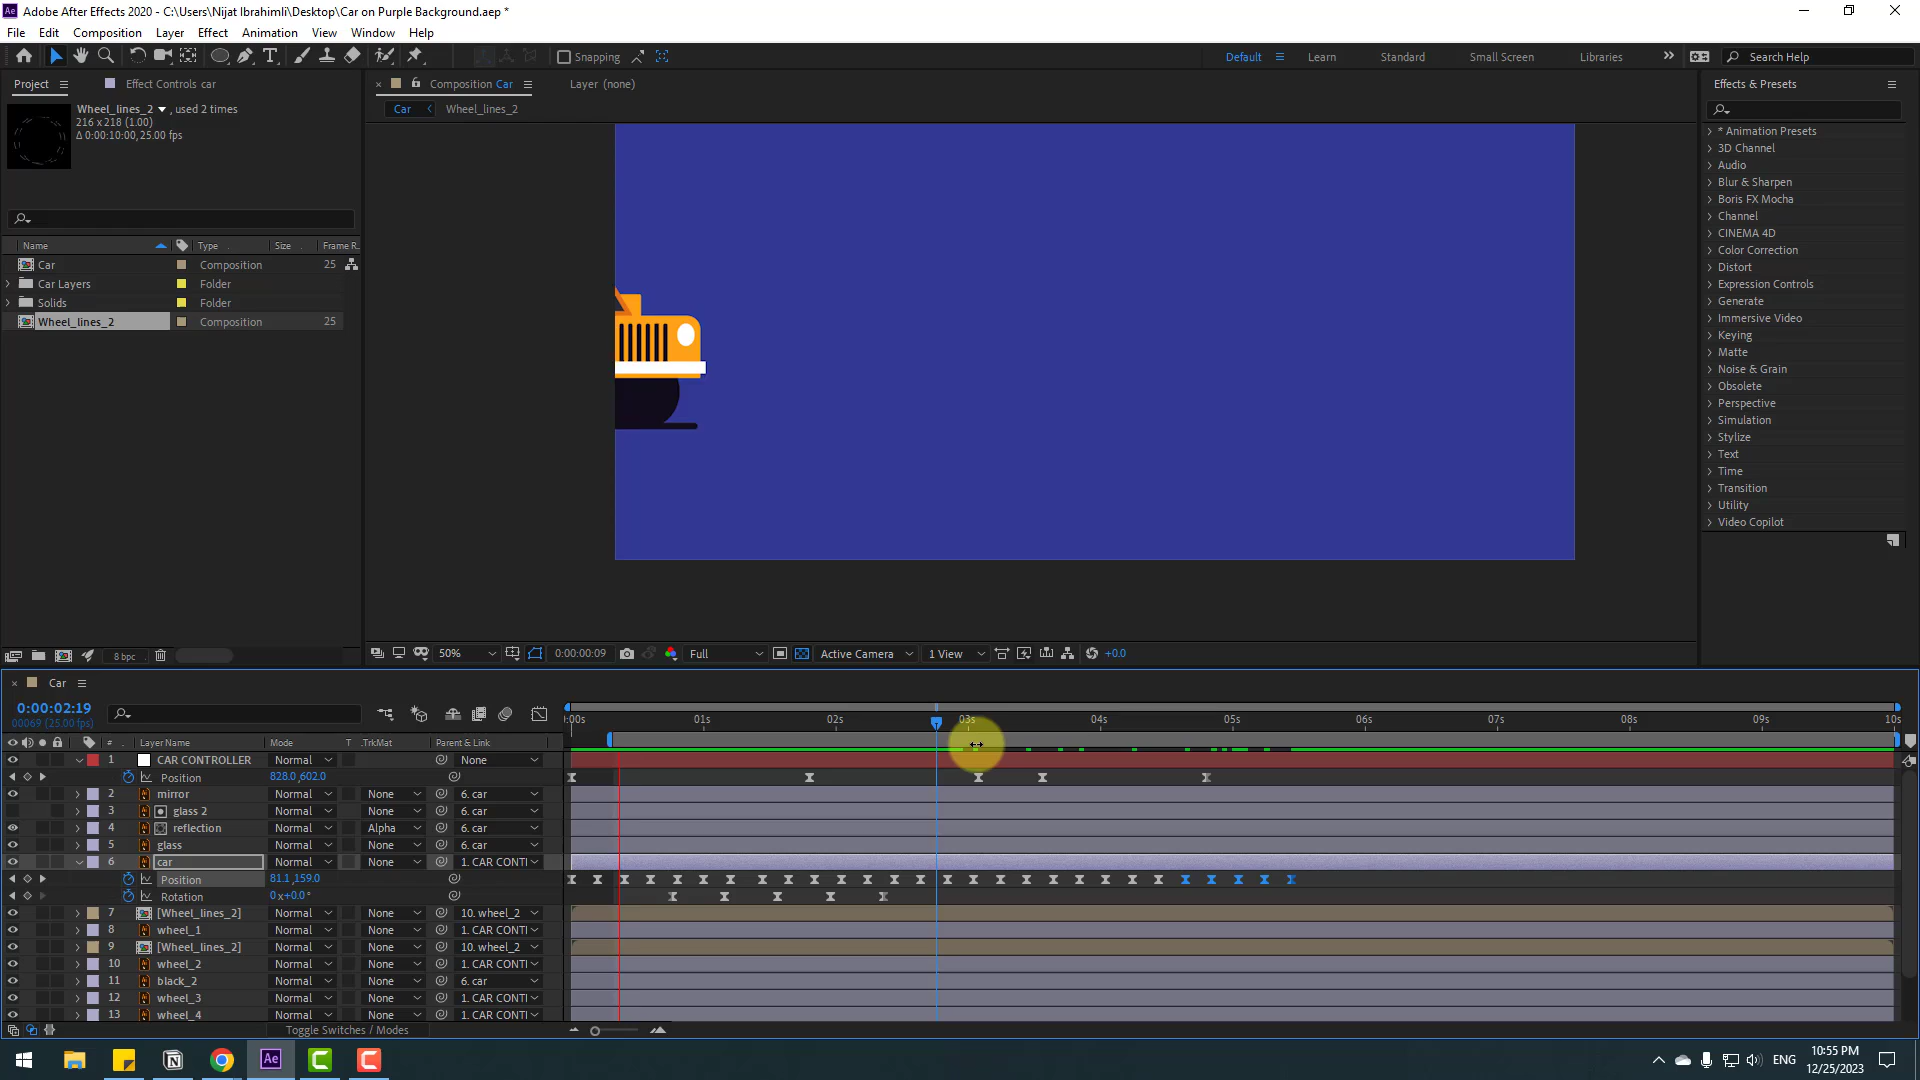 Adobe After Effects 2020 - C:\Users\Nijat Ibrahimli\Desktop\Car on Purple Background.aep *
File Edit Composition Layer Effect Animation View Window Help
Snapping Default Learn Standard Small Screen Libraries Search Help
Project Effect Controls car
Wheel_lines_2 , used 2 times
216 x 218 (1.00)
Δ 0:00:10:00, 25.00 fps
Name Type Size Frame R..
Car Composition 25
Car Layers Folder
Solids Folder
Wheel_lines_2 Composition 25
8 bpc
Composition Car Layer (none)
Car Wheel_lines_2
50% 0:00:00:09 Full Active Camera 1 View +0.0
Effects & Presets
* Animation Presets
3D Channel
Audio
Blur & Sharpen
Boris FX Mocha
Channel
CINEMA 4D
Color Correction
Distort
Expression Controls
Generate
Immersive Video
Keying
Matte
Noise & Grain
Obsolete
Perspective
Simulation
Stylize
Text
Time
Transition
Utility
Video Copilot
Car
0:00:02:19
00069 (25.00 fps)
:00s 01s 02s 03s 04s 05s 06s 07s 08s 09s 10s
# Layer Name Mode T .TrkMat Parent & Link
1 CAR CONTROLLER Normal None
Position 828.0,602.0
2 mirror Normal None 6. car
3 glass 2 Normal None 6. car
4 reflection Normal Alpha 6. car
5 glass Normal None 6. car
6 car Normal None 1. CAR CONTI
Position 81.1,159.0
Rotation 0x+0.0°
7 [Wheel_lines_2] Normal None 10. wheel_2
8 wheel_1 Normal None 1. CAR CONTI
9 [Wheel_lines_2] Normal None 10. wheel_2
10 wheel_2 Normal None 1. CAR CONTI
11 black_2 Normal None 6. car
12 wheel_3 Normal None 1. CAR CONTI
13 wheel_4 Normal None 1. CAR CONTI
Toggle Switches / Modes
Ae ENG 10:55 PM
12/25/2023